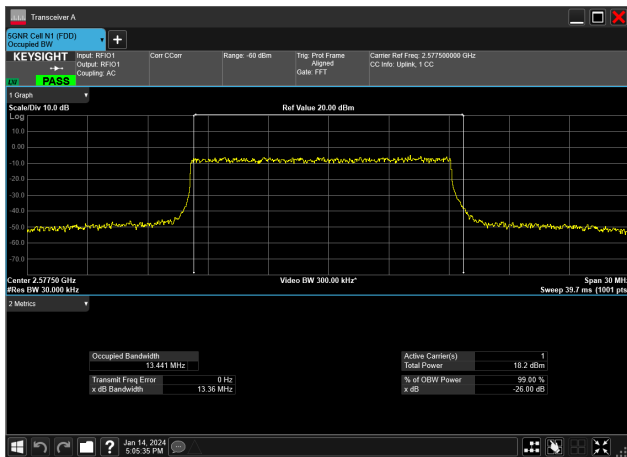 Transceiver A
5GNR Cell N1 (FDD)
Occupied BW
KEYSIGHT
Input: RFIO1
Output: RFIO1
Coupling: AC
Corr CCorr
Range: -60 dBm
Trig: Prot Frame
Aligned
Gate: FFT
Carrier Ref Freq: 2.577500000 GHz
CC Info: Uplink, 1 CC
PASS
1 Graph
Scale/Div 10.0 dB
Ref Value 20.00 dBm
Log
10.0
0.00
-10.0
-20.0
-30.0
-40.0
-50.0
-60.0
-70.0
Center 2.57750 GHz
Video BW 300.00 kHz*
Span 30 MHz
#Res BW 30.000 kHz
Sweep 39.7 ms (1001 pts
2 Metrics
Occupied Bandwidth
13.441 MHz
Transmit Freq Error 0 Hz
x dB Bandwidth 13.36 MHz
Active Carrier(s) 1
Total Power 18.2 dBm
% of OBW Power 99.00 %
x dB -26.00 dB
Jan 14, 2024
5:05:35 PM